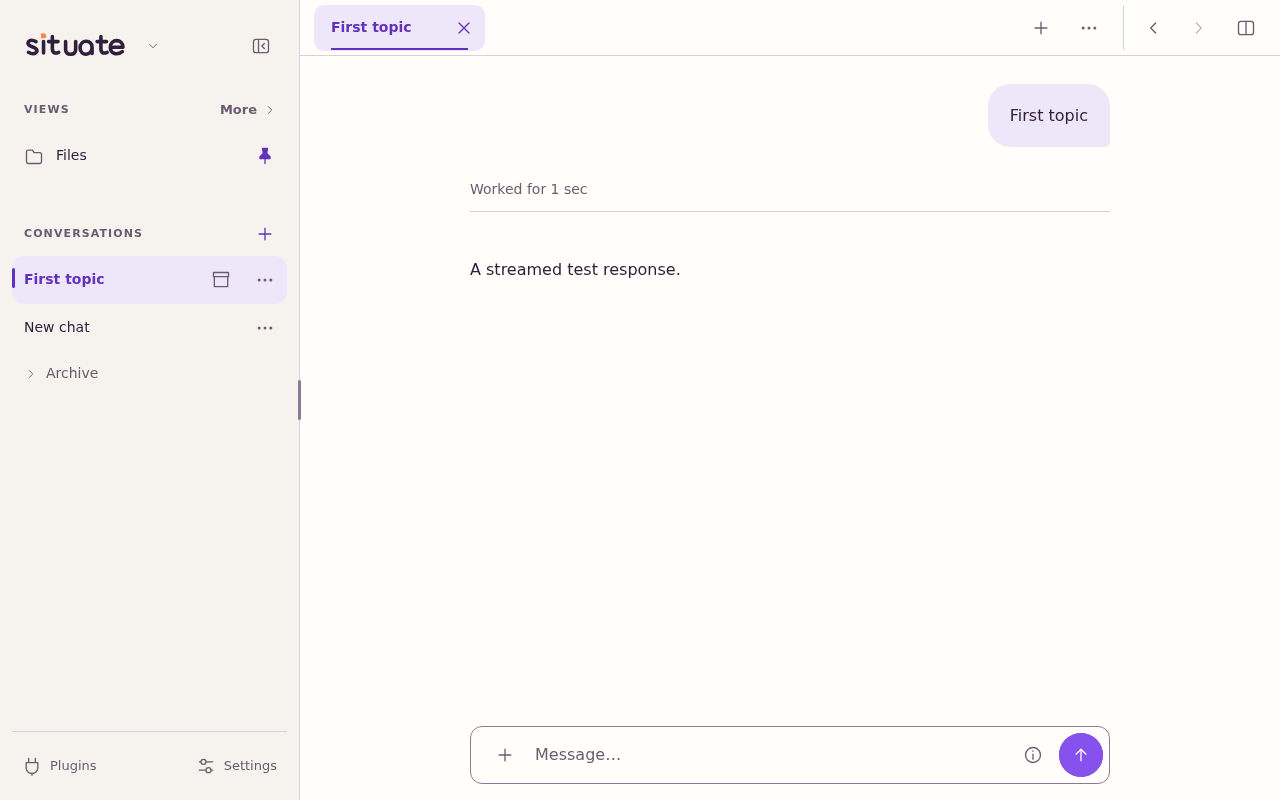 situate
VIEWS
More
Files
CONVERSATIONS
First topic
New chat
Archive
Plugins
Settings
First topic
First topic
Worked for 1 sec
A streamed test response.
Message...